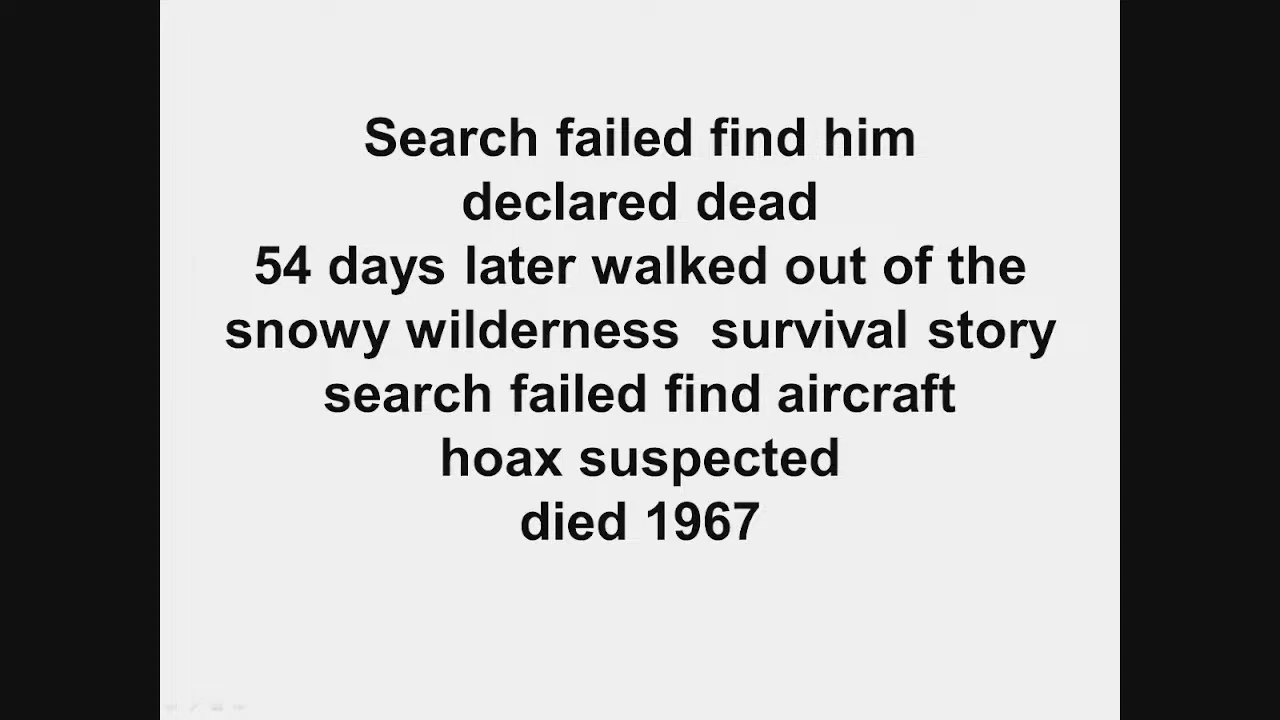 Search failed find him
declared dead
54 days later walked out of the
snowy wilderness  survival story
search failed find aircraft
hoax suspected
died 1967